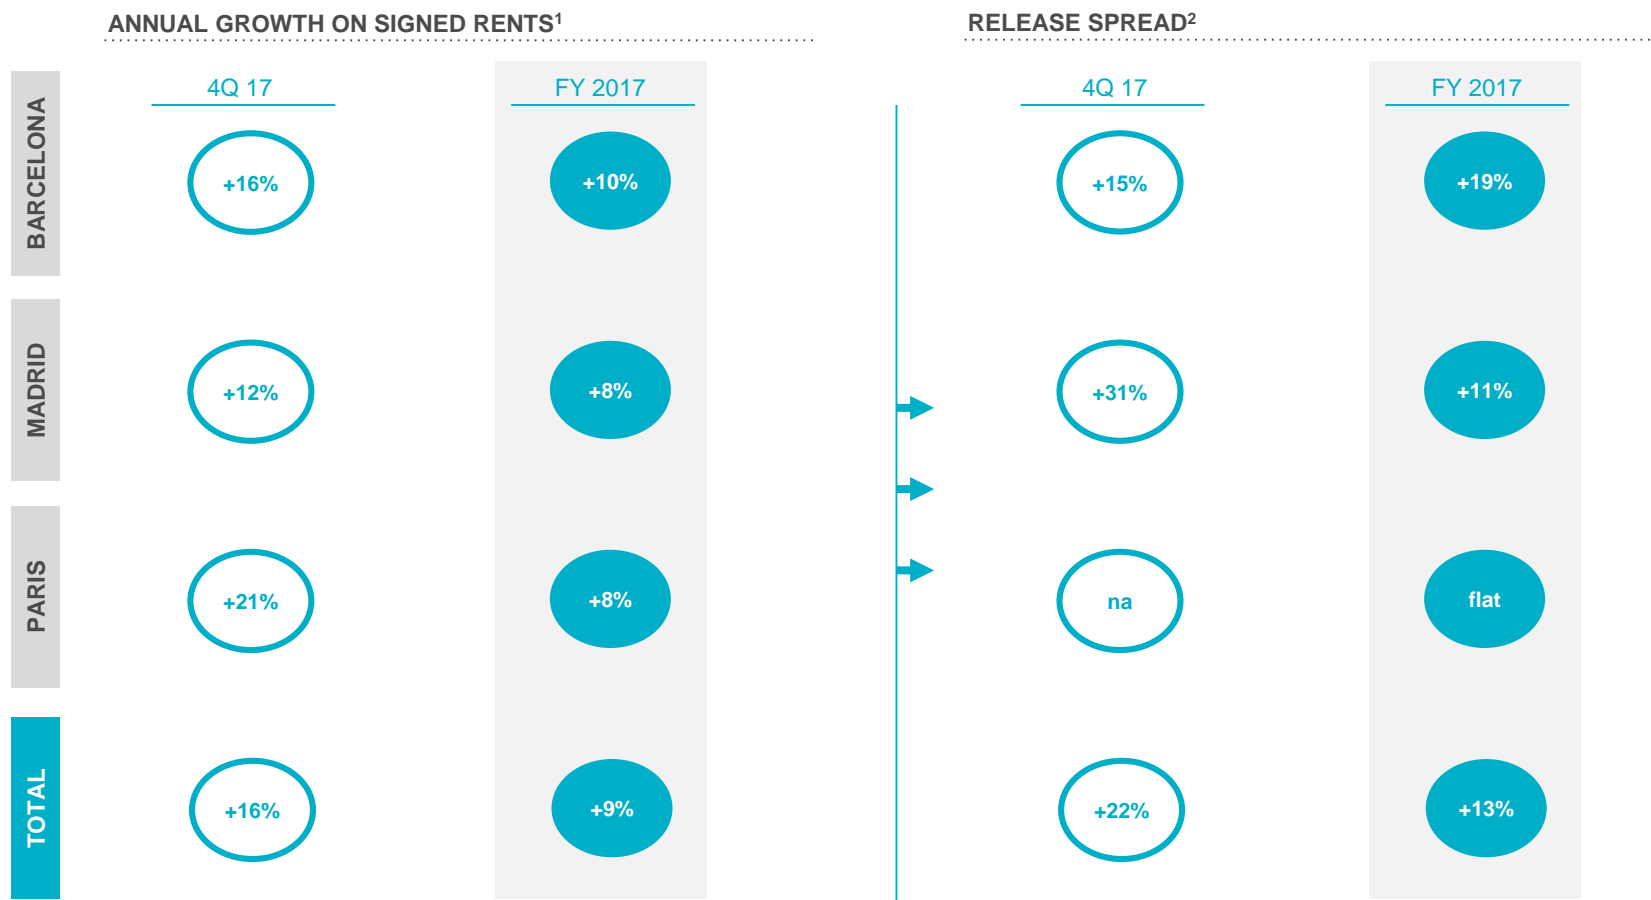 ANNUAL GROWTH ON SIGNED RENTS¹
RELEASE SPREAD²
4Q 17
FY 2017
4Q 17
FY 2017
BARCELONA
+16%
+10%
+15%
+19%
MADRID
+12%
+8%
+31%
+11%
PARIS
+21%
+8%
na
flat
TOTAL
+16%
+9%
+22%
+13%